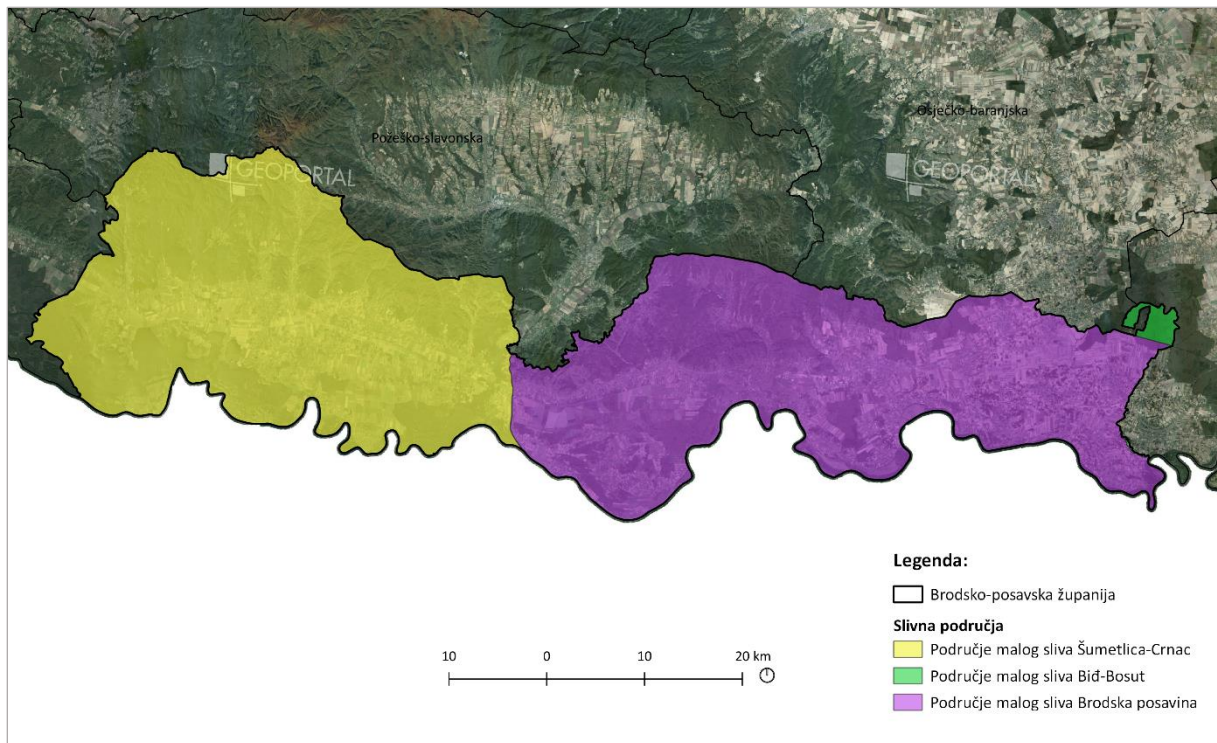 Požeško-slavonska
Osječko-baranjska
GEOPORTAL
GEOPORTAL
Legenda:
Brodsko-posavska županija
Slivna područja
Područje malog sliva Šumetlica-Crnac
Područje malog sliva Biđ-Bosut
Područje malog sliva Brodska posavina
10 0 10 20 km